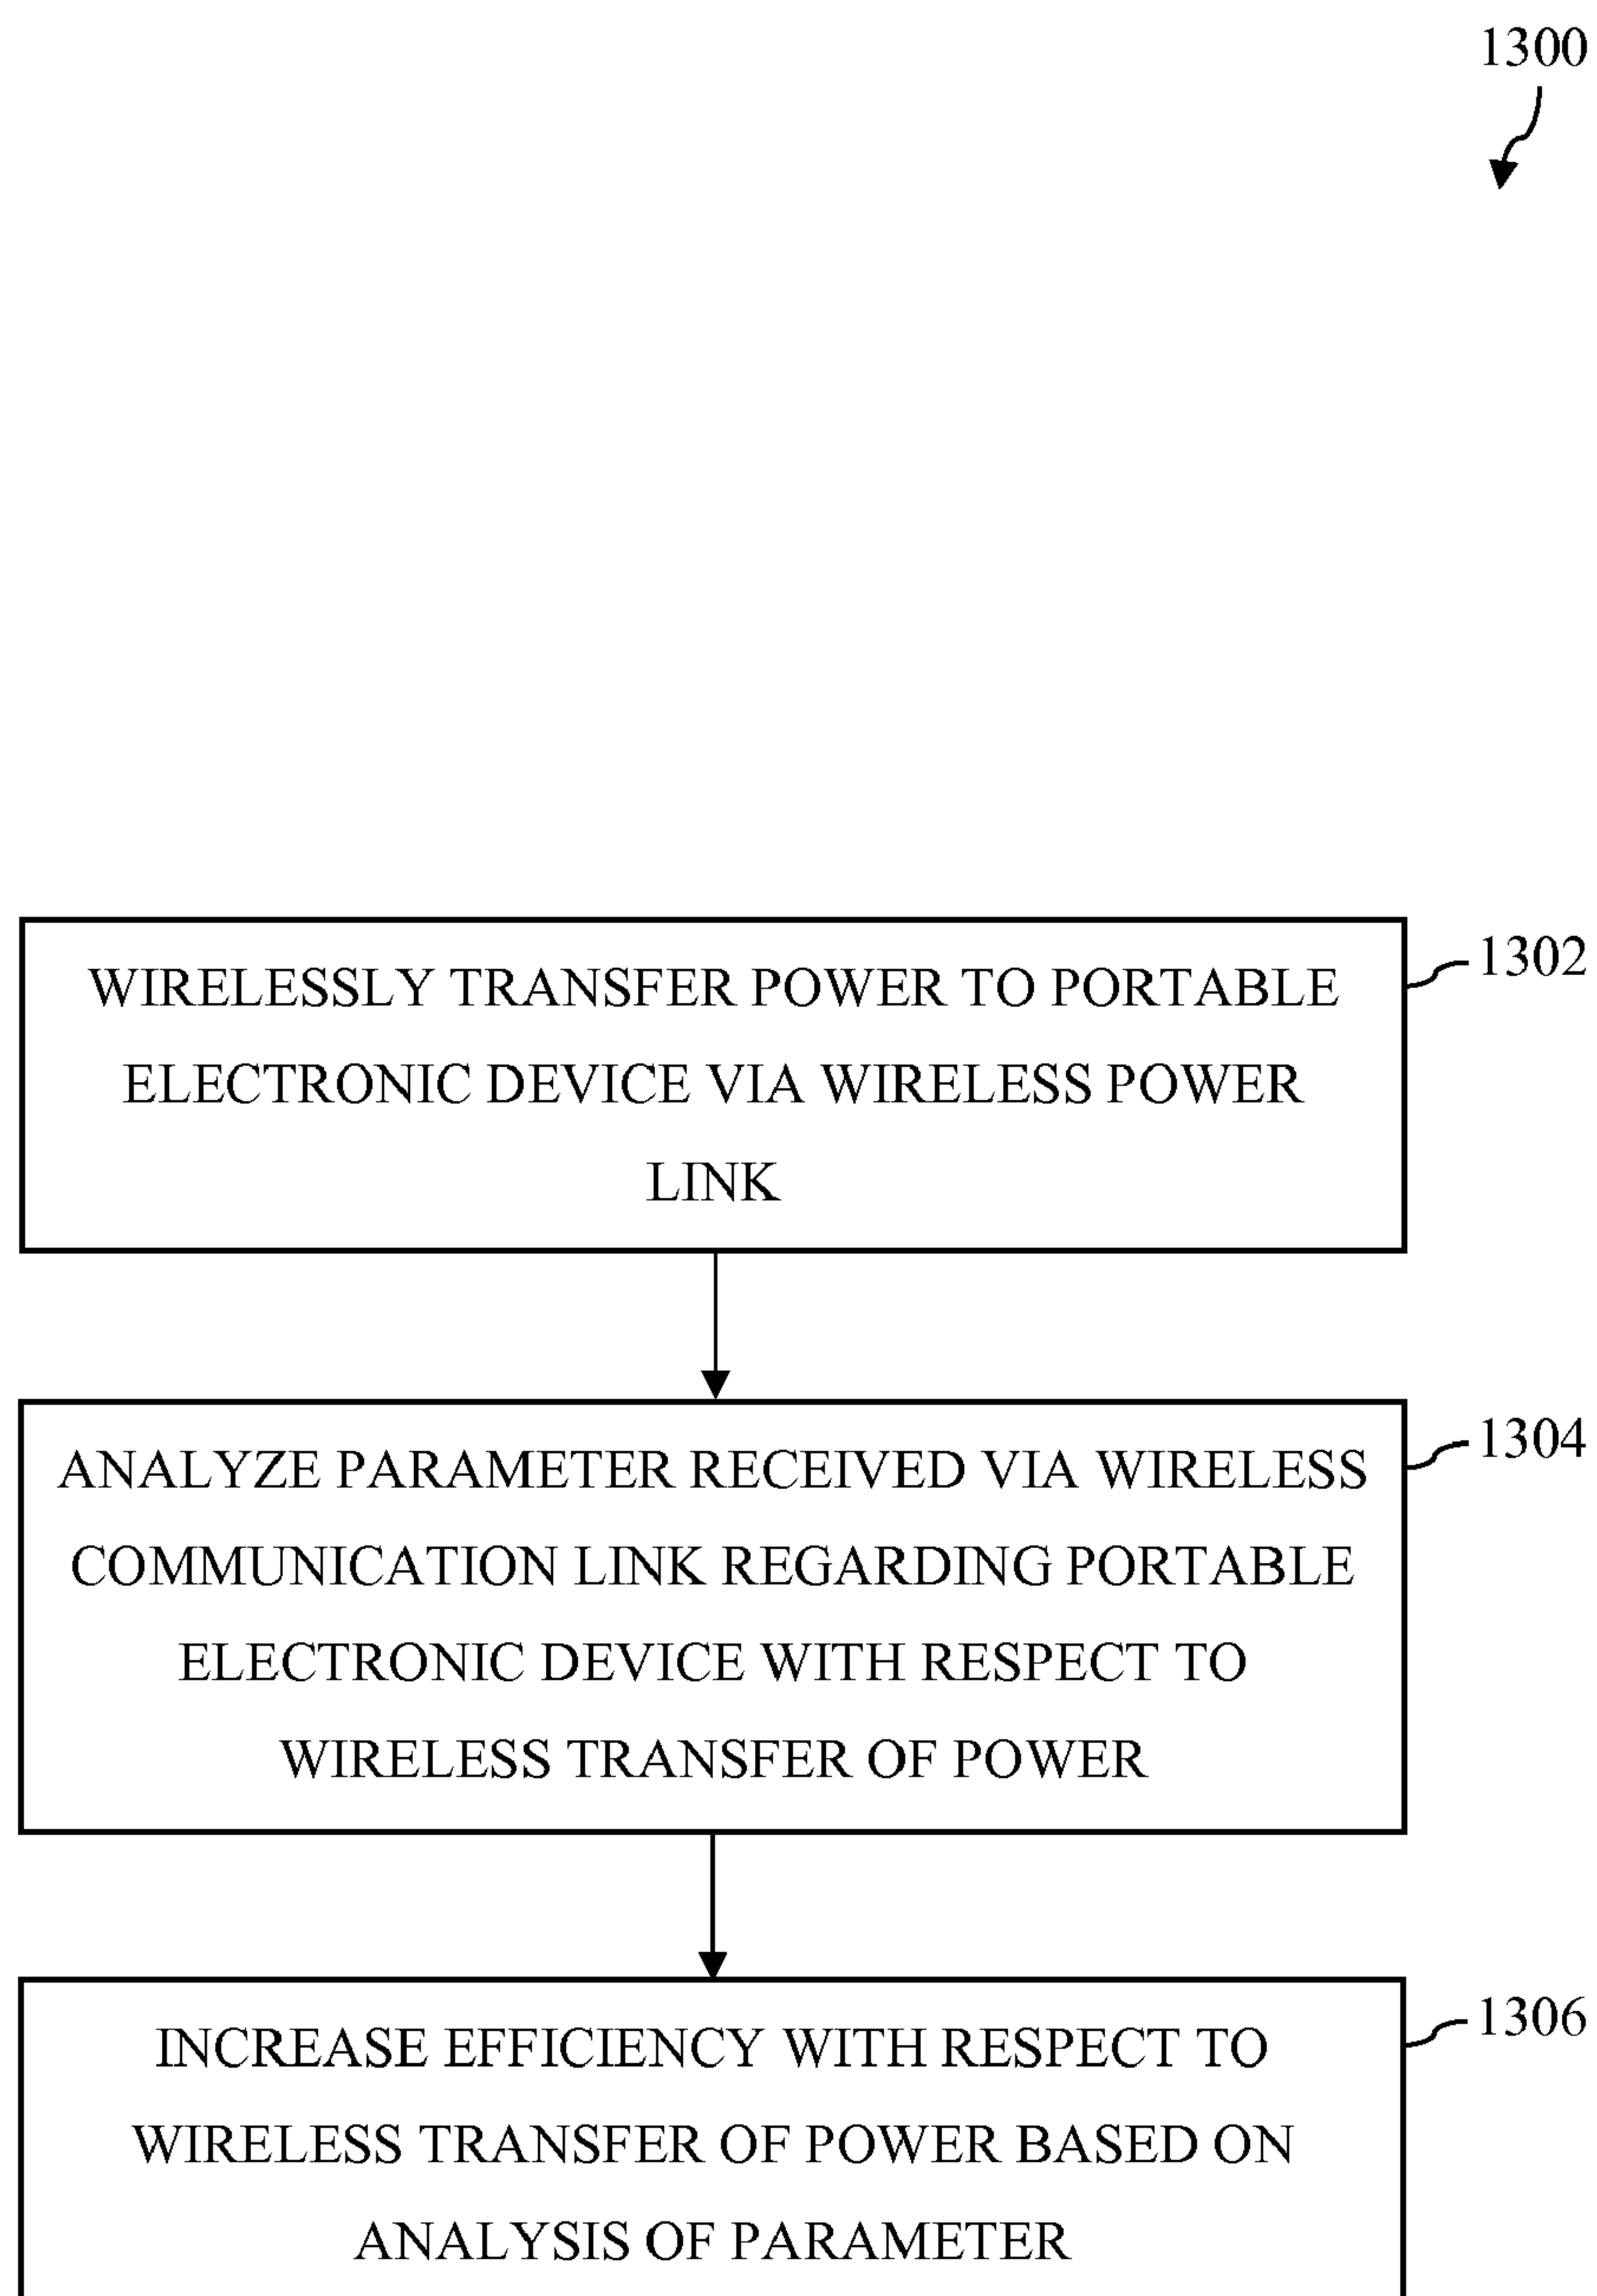 1300
WIRELESSLY TRANSFER POWER TO PORTABLE
ELECTRONIC DEVICE VIA WIRELESS POWER
LINK
1302
ANALYZE PARAMETER RECEIVED VIA WIRELESS
COMMUNICATION LINK REGARDING PORTABLE
ELECTRONIC DEVICE WITH RESPECT TO
WIRELESS TRANSFER OF POWER
1304
INCREASE EFFICIENCY WITH RESPECT TO
WIRELESS TRANSFER OF POWER BASED ON
ANALYSIS OF PARAMETER
1306